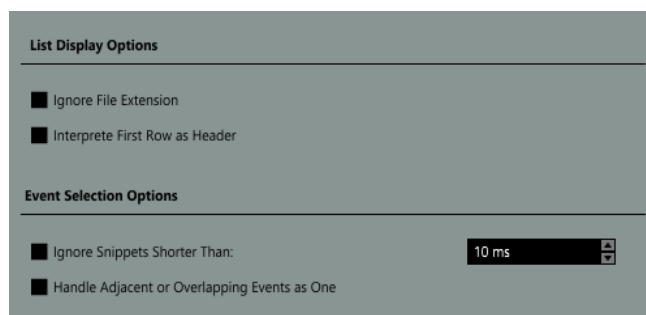 List Display Options
Ignore File Extension
Interprete First Row as Header
Event Selection Options
Ignore Snippets Shorter Than: 10 ms
Handle Adjacent or Overlapping Events as One